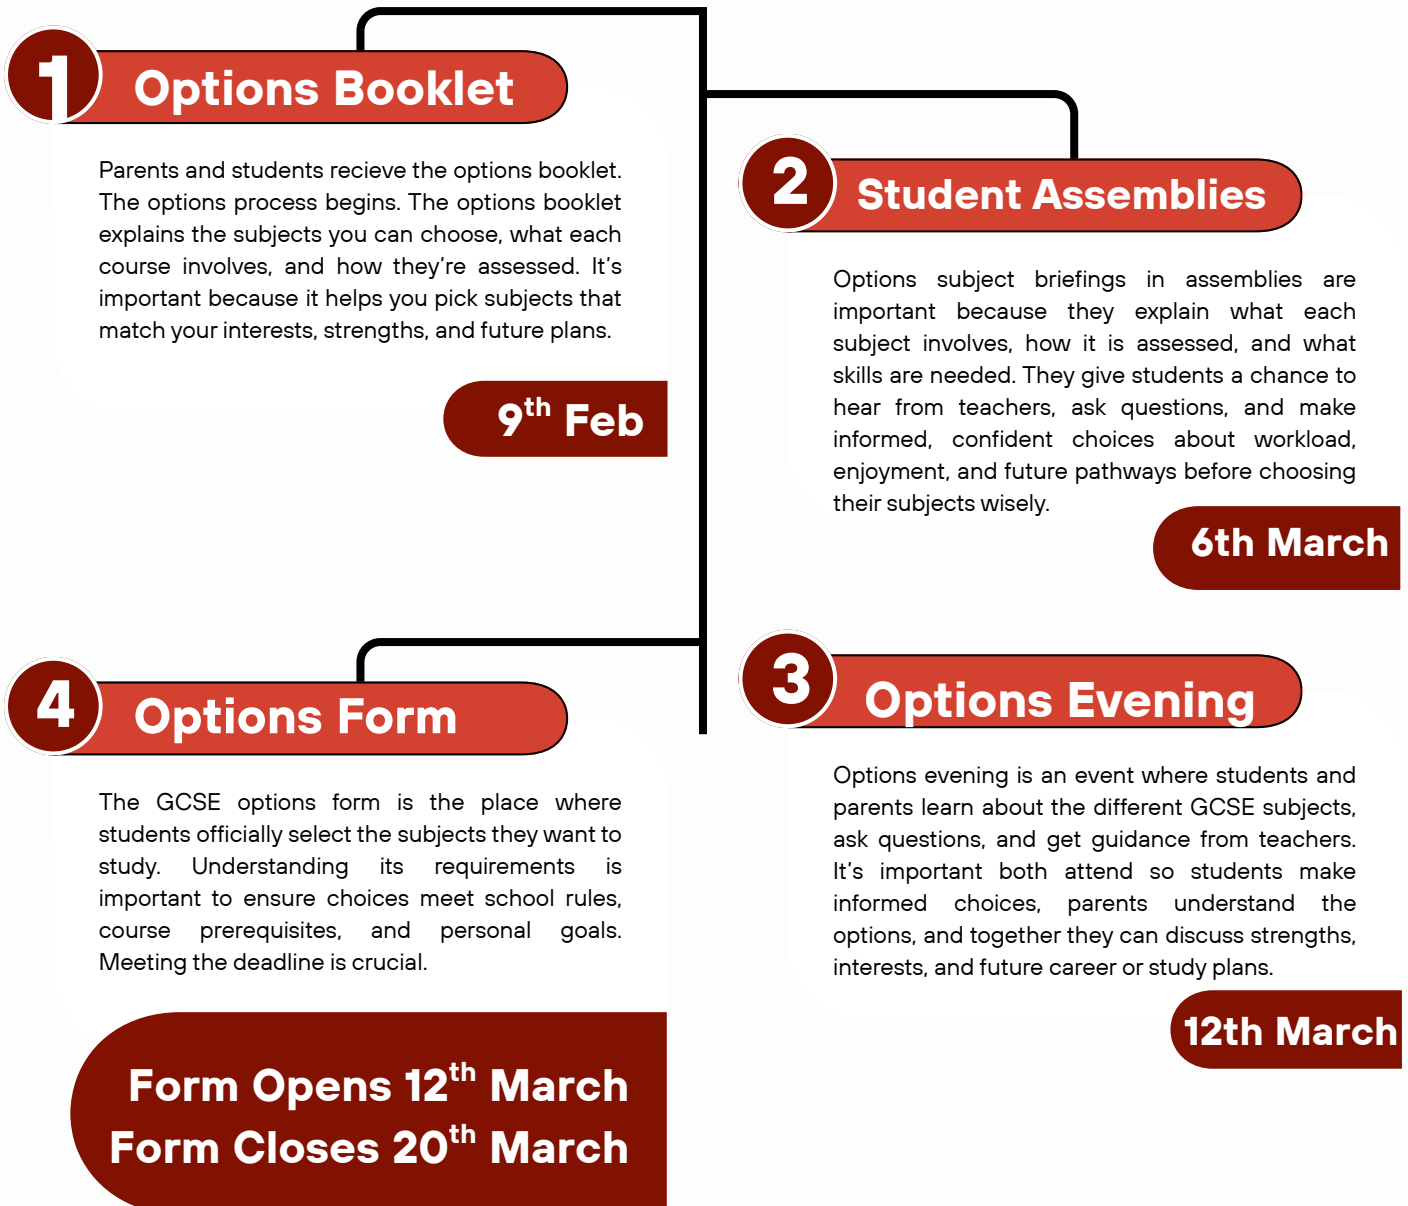 1
Options Booklet
Parents and students recieve the options booklet.
The options process begins. The options booklet
explains the subjects you can choose, what each
course involves, and how they’re assessed. It’s
important because it helps you pick subjects that
match your interests, strengths, and future plans.
9th Feb
2
Student Assemblies
Options subject briefings in assemblies are
important because they explain what each
subject involves, how it is assessed, and what
skills are needed. They give students a chance to
hear from teachers, ask questions, and make
informed, confident choices about workload,
enjoyment, and future pathways before choosing
their subjects wisely.
6th March
3
Options Evening
Options evening is an event where students and
parents learn about the different GCSE subjects,
ask questions, and get guidance from teachers.
It’s important both attend so students make
informed choices, parents understand the
options, and together they can discuss strengths,
interests, and future career or study plans.
12th March
4
Options Form
The GCSE options form is the place where
students officially select the subjects they want to
study. Understanding its requirements is
important to ensure choices meet school rules,
course prerequisites, and personal goals.
Meeting the deadline is crucial.
Form Opens 12th March
Form Closes 20th March